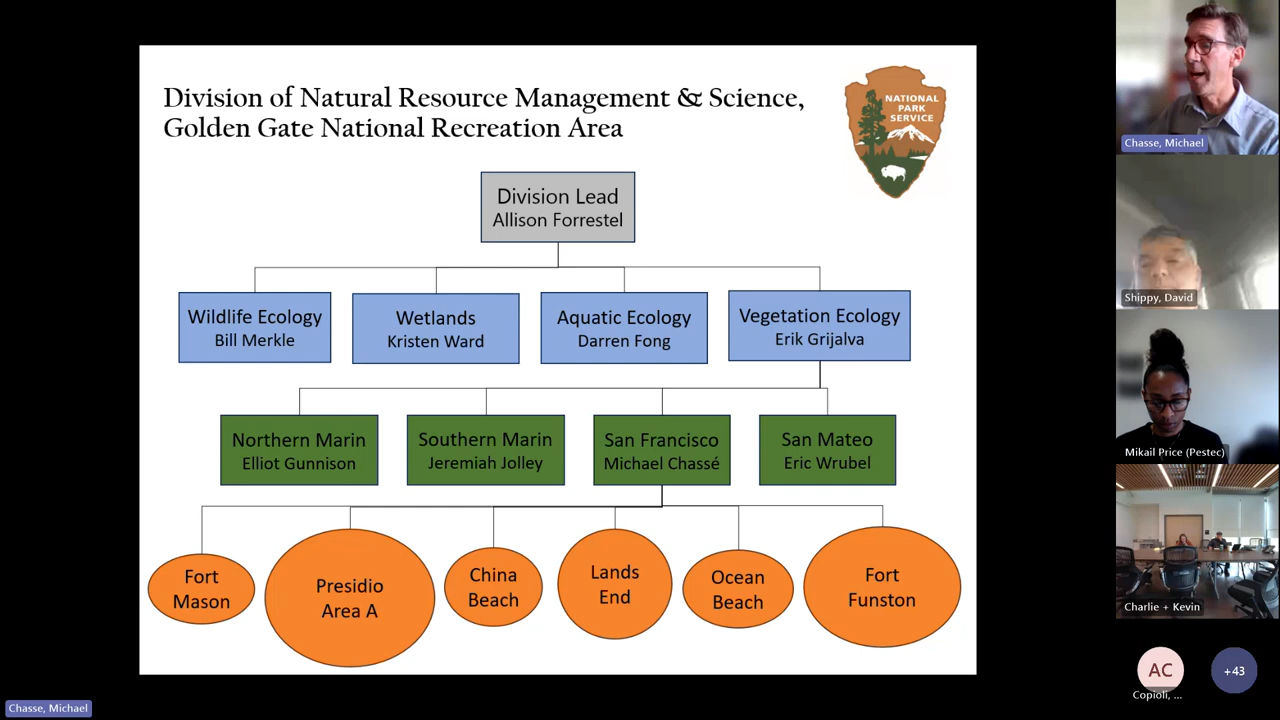 Division of Natural Resource Management & Science,
Golden Gate National Recreation Area
NATIONAL
PARK
SERVICE
Division Lead
Allison Forrestel
Wildlife Ecology
Bill Merkle
Wetlands
Kristen Ward
Aquatic Ecology
Darren Fong
Vegetation Ecology
Erik Grijalva
Northern Marin
Elliot Gunnison
Southern Marin
Jeremiah Jolley
San Francisco
Michael Chassé
San Mateo
Eric Wrubel
Fort
Mason
Presidio
Area A
China
Beach
Lands
End
Ocean
Beach
Fort
Funston
Chasse, Michael
Shippy, David
Mikail Price (Pestec)
Charlie + Kevin
AC
+43
Copioli, ...
Chasse, Michael